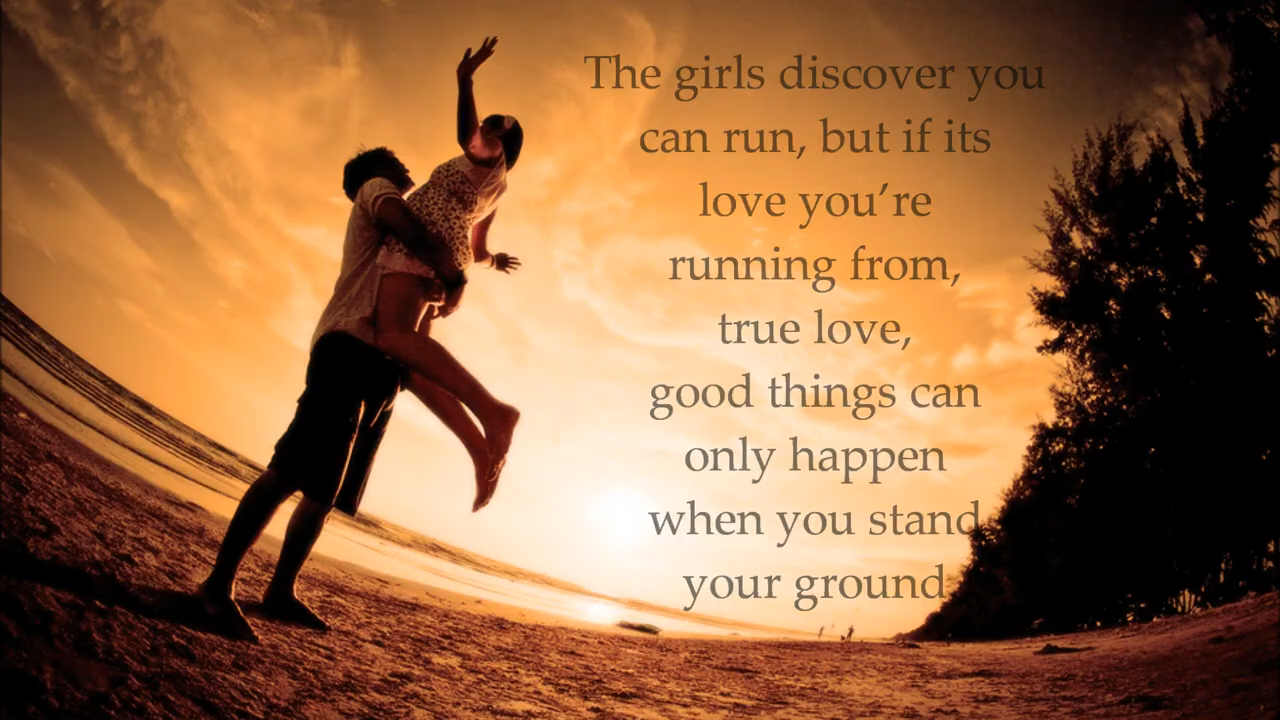 The girls discover you
can run, but if its
love you’re
running from,
true love,
good things can
only happen
when you stand
your ground